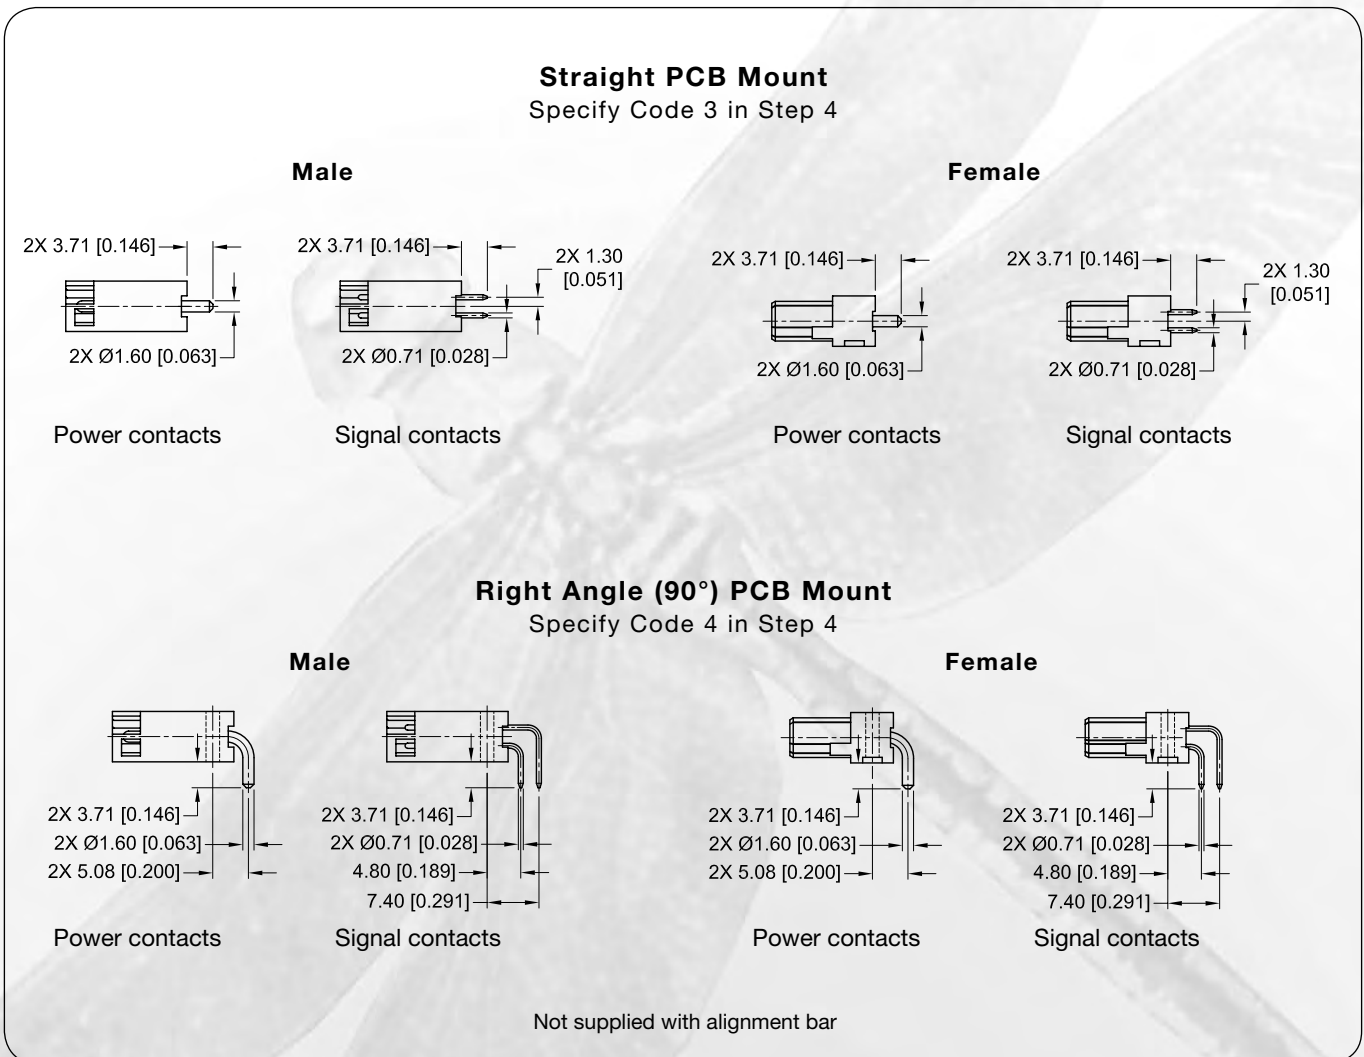 Straight PCB Mount
Specify Code 3 in Step 4
Male
Female
2X 3.71 [0.146]
2X Ø1.60 [0.063]
Power contacts
2X 3.71 [0.146]
2X 1.30
[0.051]
2X Ø0.71 [0.028]
Signal contacts
2X 3.71 [0.146]
2X Ø1.60 [0.063]
Power contacts
2X 3.71 [0.146]
2X 1.30
[0.051]
2X Ø0.71 [0.028]
Signal contacts
Right Angle (90°) PCB Mount
Specify Code 4 in Step 4
Male
Female
2X 3.71 [0.146]
2X Ø1.60 [0.063]
2X 5.08 [0.200]
Power contacts
2X 3.71 [0.146]
2X Ø0.71 [0.028]
4.80 [0.189]
7.40 [0.291]
Signal contacts
2X 3.71 [0.146]
2X Ø1.60 [0.063]
2X 5.08 [0.200]
Power contacts
2X 3.71 [0.146]
2X Ø0.71 [0.028]
4.80 [0.189]
7.40 [0.291]
Signal contacts
Not supplied with alignment bar